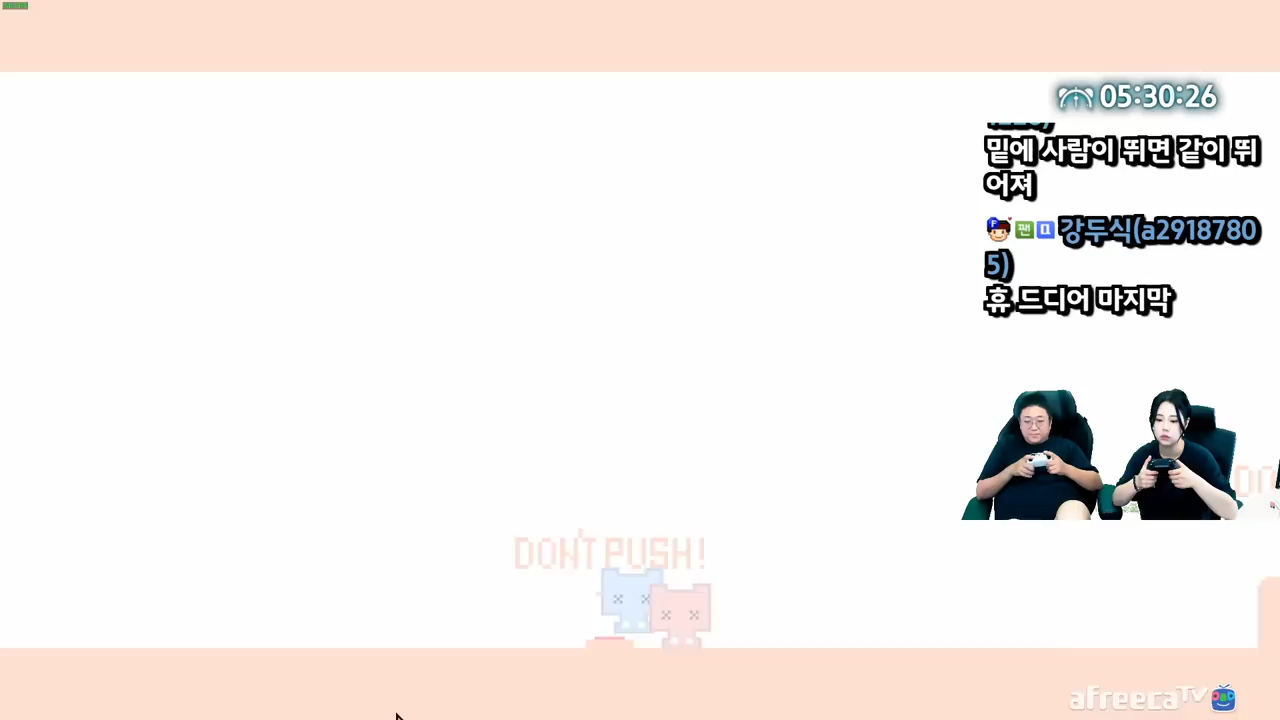 05:30:26
밑에 사람이 뛰면 같이 뛰
어져
팬 강두식(a2918780
5)
휴 드디어 마지막
DON'T PUSH!
afreecaTV